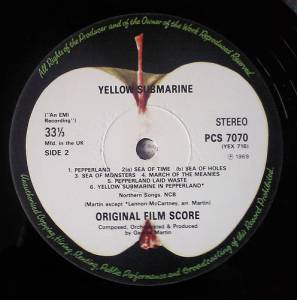 All Rights of the Producer and of the Owner of the Work Reproduced Reserved.
YELLOW SUBMARINE
("An EMI
Recording")
33⅓
Mfd. in the UK
SIDE 2
STEREO
PCS 7070
(YEX 716)
℗ 1969
1. PEPPERLAND 2(a) SEA OF TIME (b) SEA OF HOLES
3. SEA OF MONSTERS 4. MARCH OF THE MEANIES
5. PEPPERLAND LAID WASTE
6. YELLOW SUBMARINE IN PEPPERLAND*
Northern Songs, NCB
(Martin except *Lennon-McCartney, arr. Martin)
ORIGINAL FILM SCORE
Composed, Orchestrated & Produced
by George Martin
Unauthorised Copying, Hiring, Lending, Public Performance and Broadcasting of this Record Prohibited.